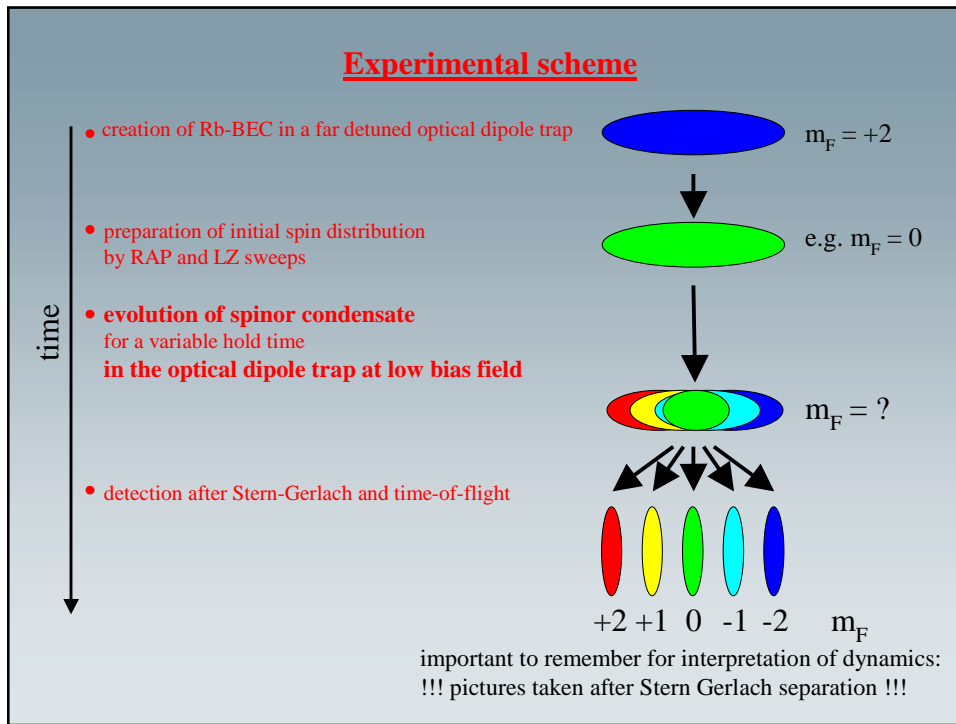 Experimental scheme
time
• creation of Rb-BEC in a far detuned optical dipole trap
m_F = +2
• preparation of initial spin distribution
by RAP and LZ sweeps
e.g. m_F = 0
• evolution of spinor condensate
for a variable hold time
in the optical dipole trap at low bias field
m_F = ?
• detection after Stern-Gerlach and time-of-flight
+2 +1 0 -1 -2 m_F
important to remember for interpretation of dynamics:
!!! pictures taken after Stern Gerlach separation !!!